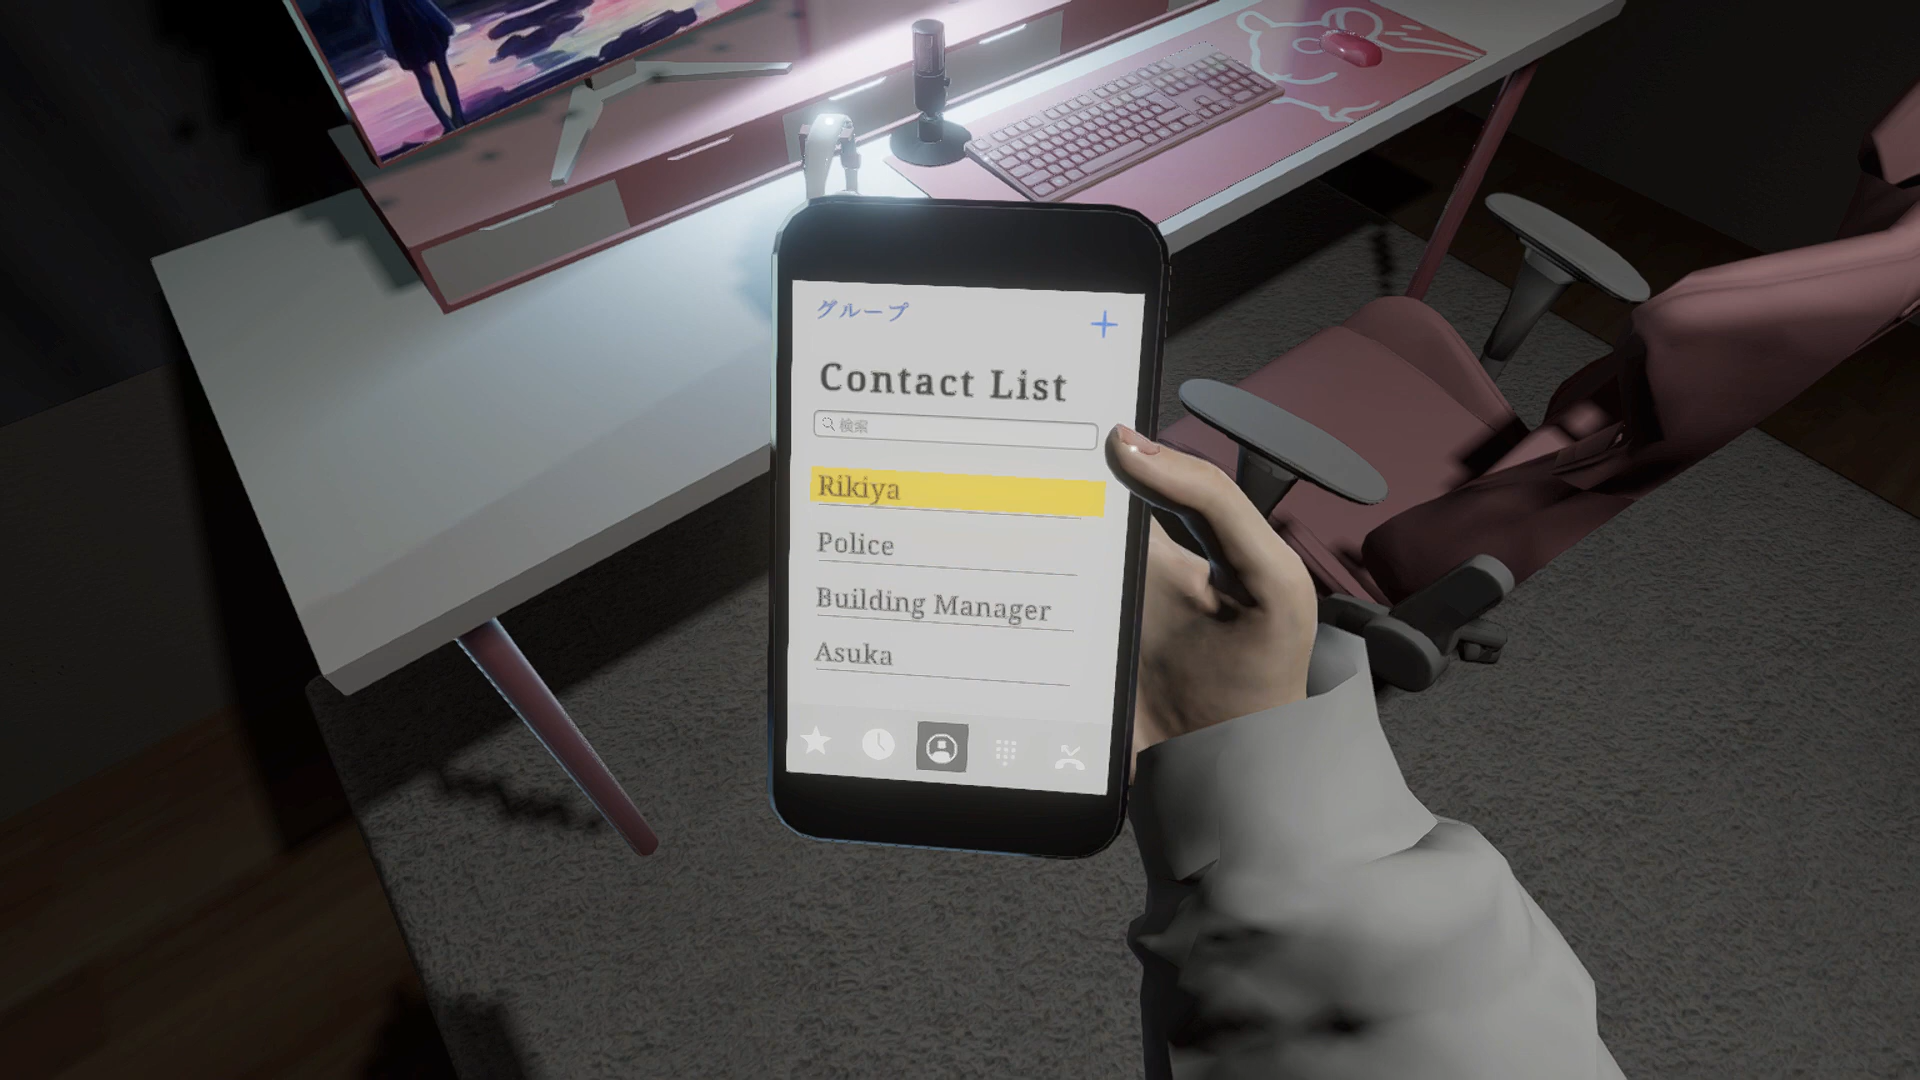 グループ
Contact List
検索
Rikiya
Police
Building Manager
Asuka